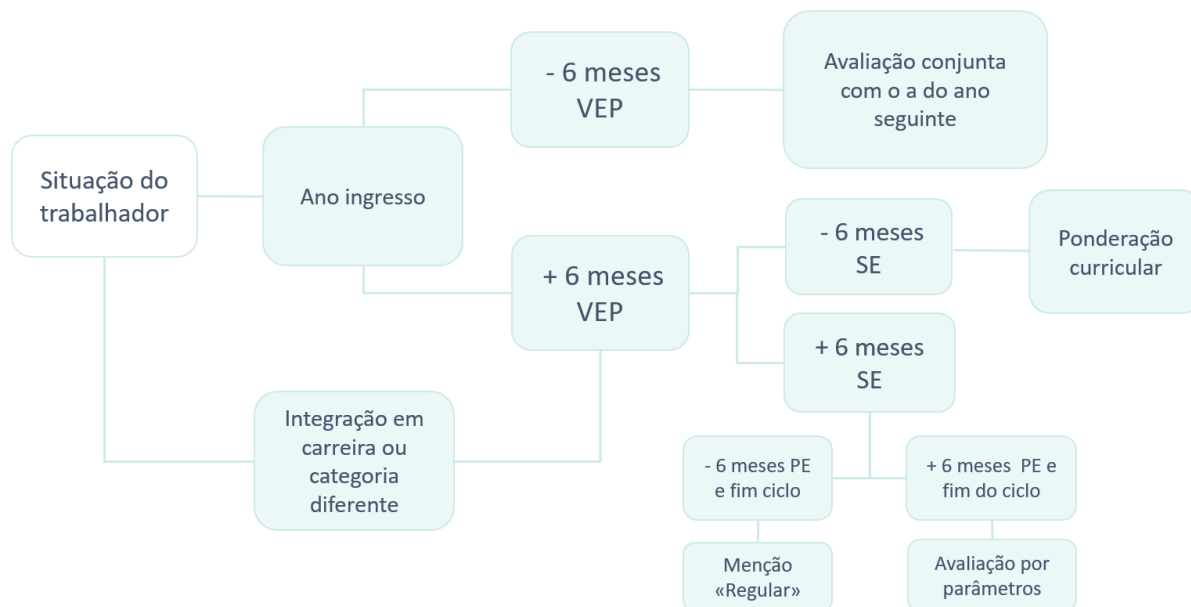 Situação do
trabalhador
Ano ingresso
- 6 meses
VEP
Avaliação conjunta
com o a do ano
seguinte
+ 6 meses
VEP
- 6 meses
SE
Ponderação
curricular
+ 6 meses
SE
Integração em
carreira ou
categoria
diferente
- 6 meses PE
e fim ciclo
+ 6 meses PE e
fim do ciclo
Menção
«Regular»
Avaliação por
parâmetros